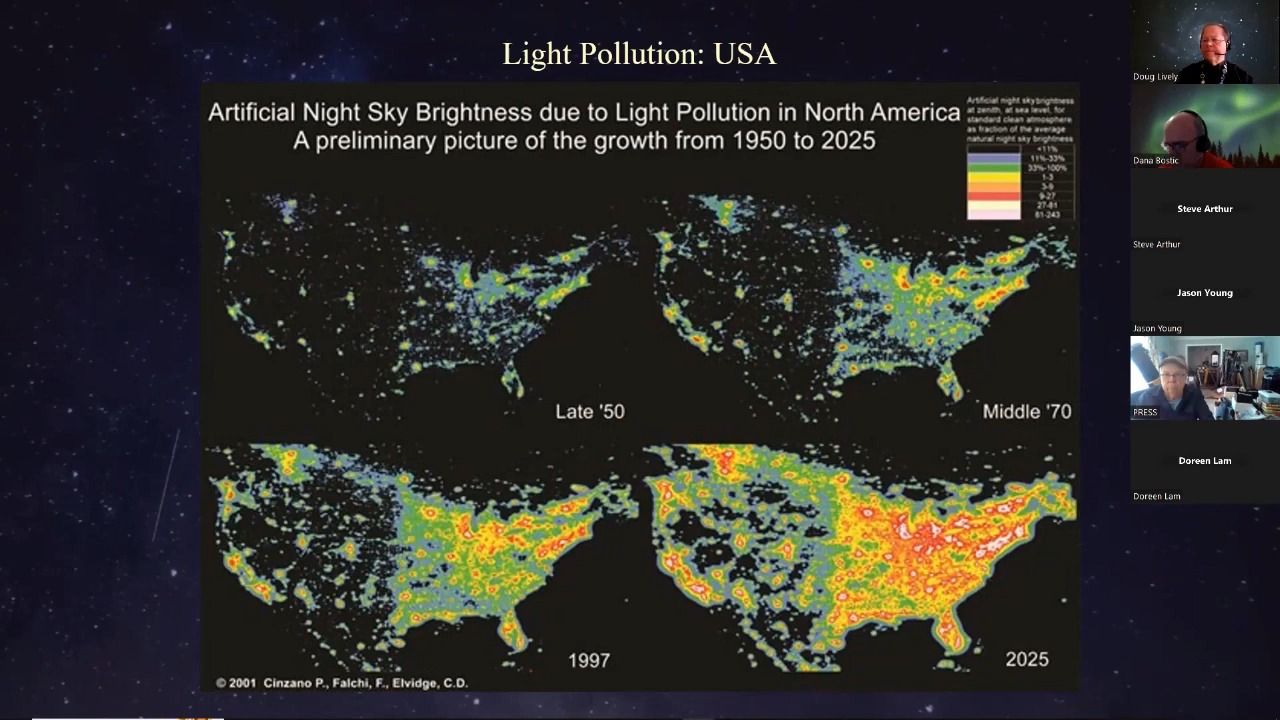 Light Pollution: USA
Artificial Night Sky Brightness due to Light Pollution in North America
A preliminary picture of the growth from 1950 to 2025
Artificial night sky brightness
at zenith, at sea level, for
standard clean atmosphere
as fraction of the average
natural night sky brightness
<11%
11%-33%
33%-100%
1-3
3-9
9-27
27-81
81-243
Late '50
Middle '70
1997
2025
© 2001 Cinzano P., Falchi, F., Elvidge, C.D.
Doug Lively
Dana Bostic
Steve Arthur
Steve Arthur
Jason Young
Jason Young
PRESS
Doreen Lam
Doreen Lam